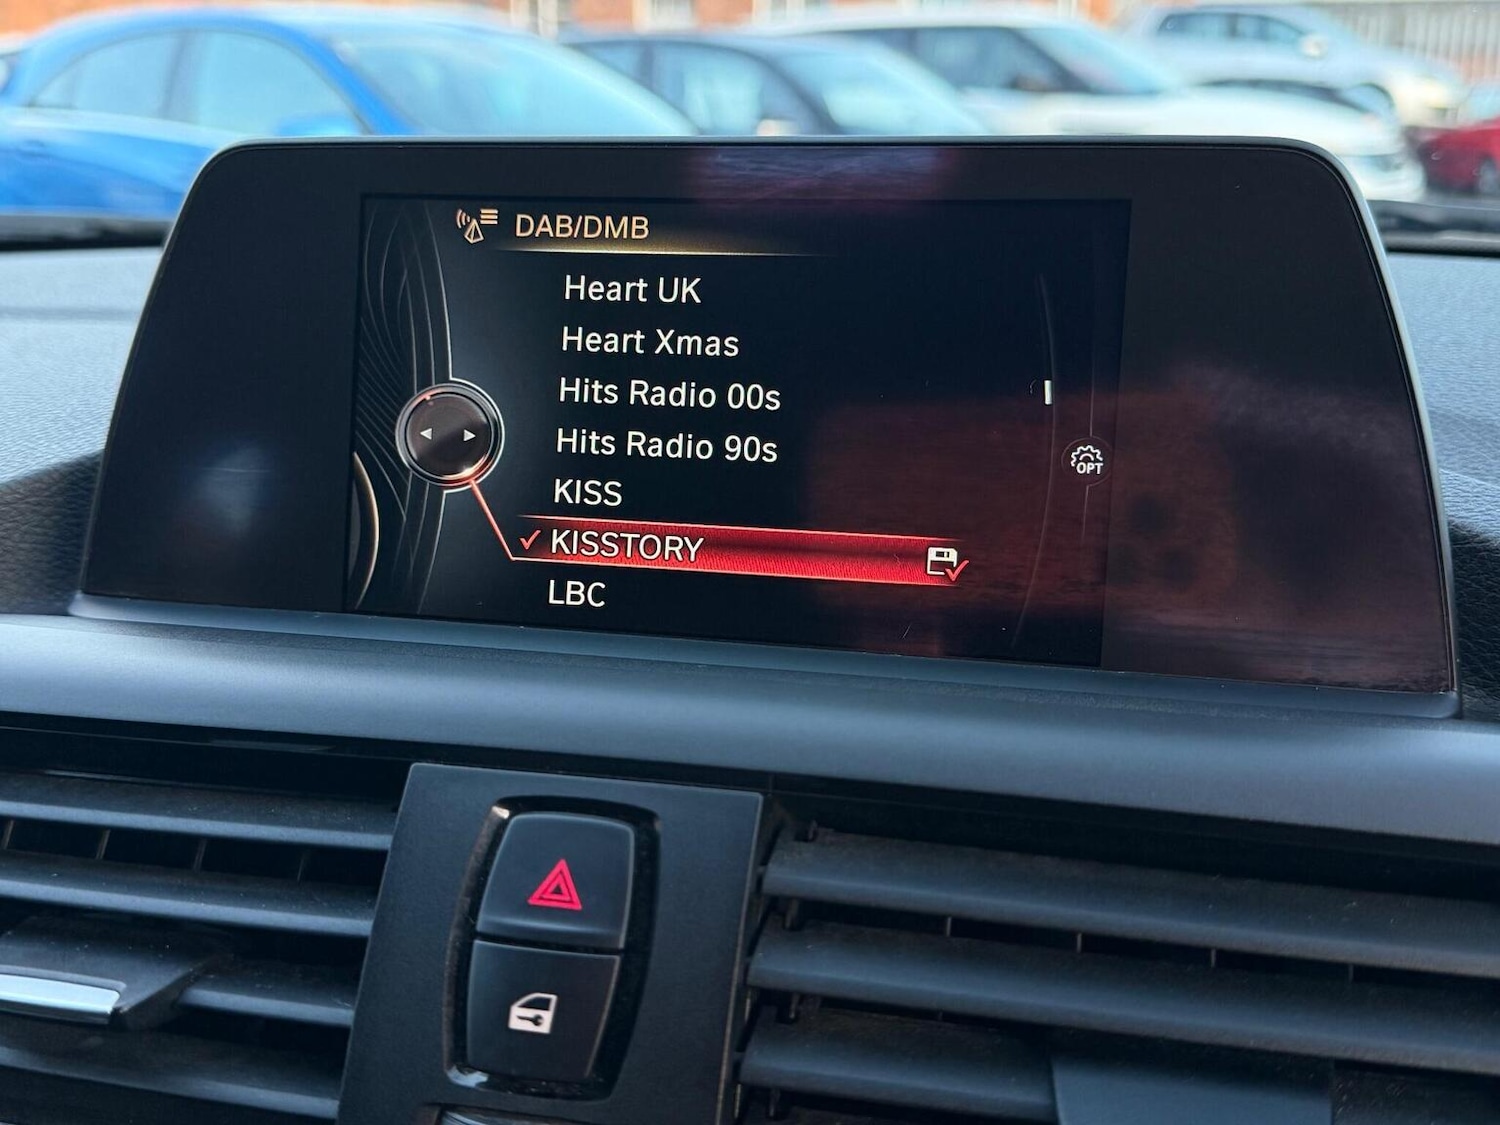 DAB/DMB
Heart UK
Heart Xmas
Hits Radio 00s
Hits Radio 90s
OPT
KISS
KISSTORY
LBC